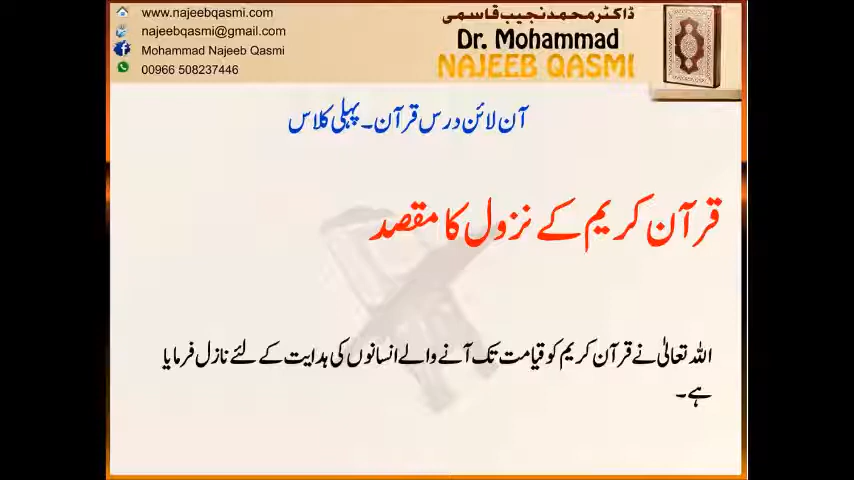 www.najeebqasmi.com
najeebqasmi@gmail.com
Mohammad Najeeb Qasmi
00966 508237446
ڈاکٹر محمد نجیب قاسمی
Dr. Mohammad
NAJEEB QASMI
آن لائن درس قرآن۔ پہلی کلاس
قرآن کریم کے نزول کا مقصد
اللہ تعالیٰ نے قرآن کریم کو قیامت تک آنے والے انسانوں کی ہدایت کے لئے نازل فرمایا
ہے۔